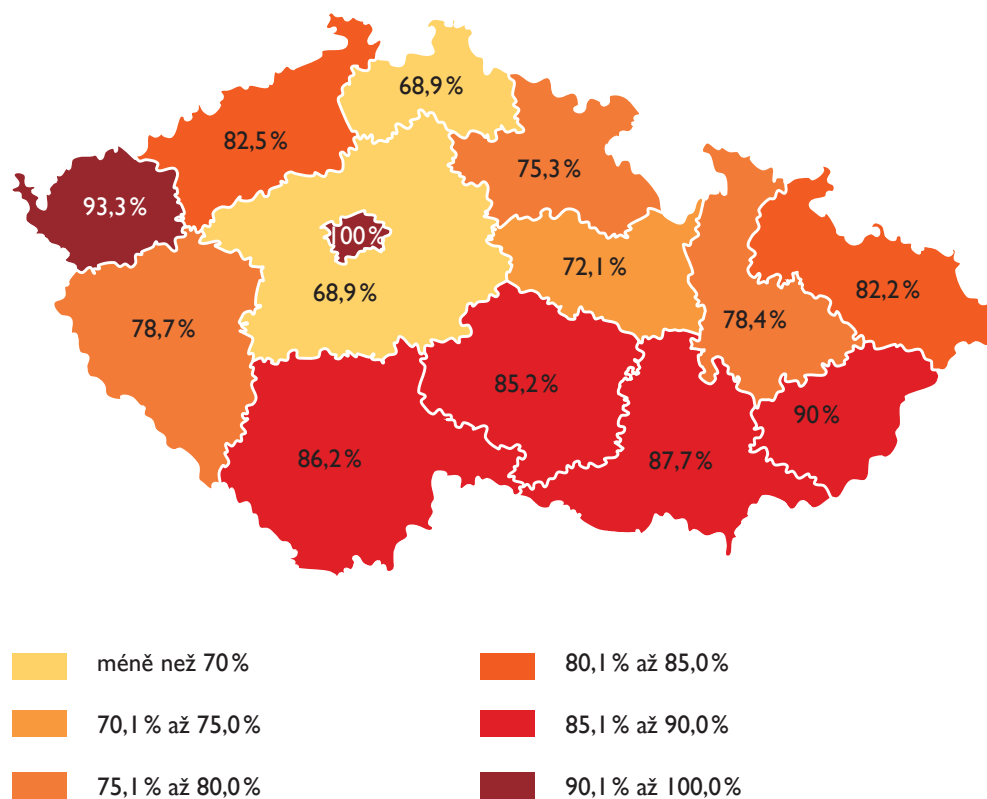 68,9 %
82,5 %
75,3 %
93,3 %
100 %
72,1 %
68,9 %
82,2 %
78,7 %
78,4 %
85,2 %
90 %
86,2 %
87,7 %
méně než 70 %
70,1 % až 75,0 %
75,1 % až 80,0 %
80,1 % až 85,0 %
85,1 % až 90,0 %
90,1 % až 100,0 %